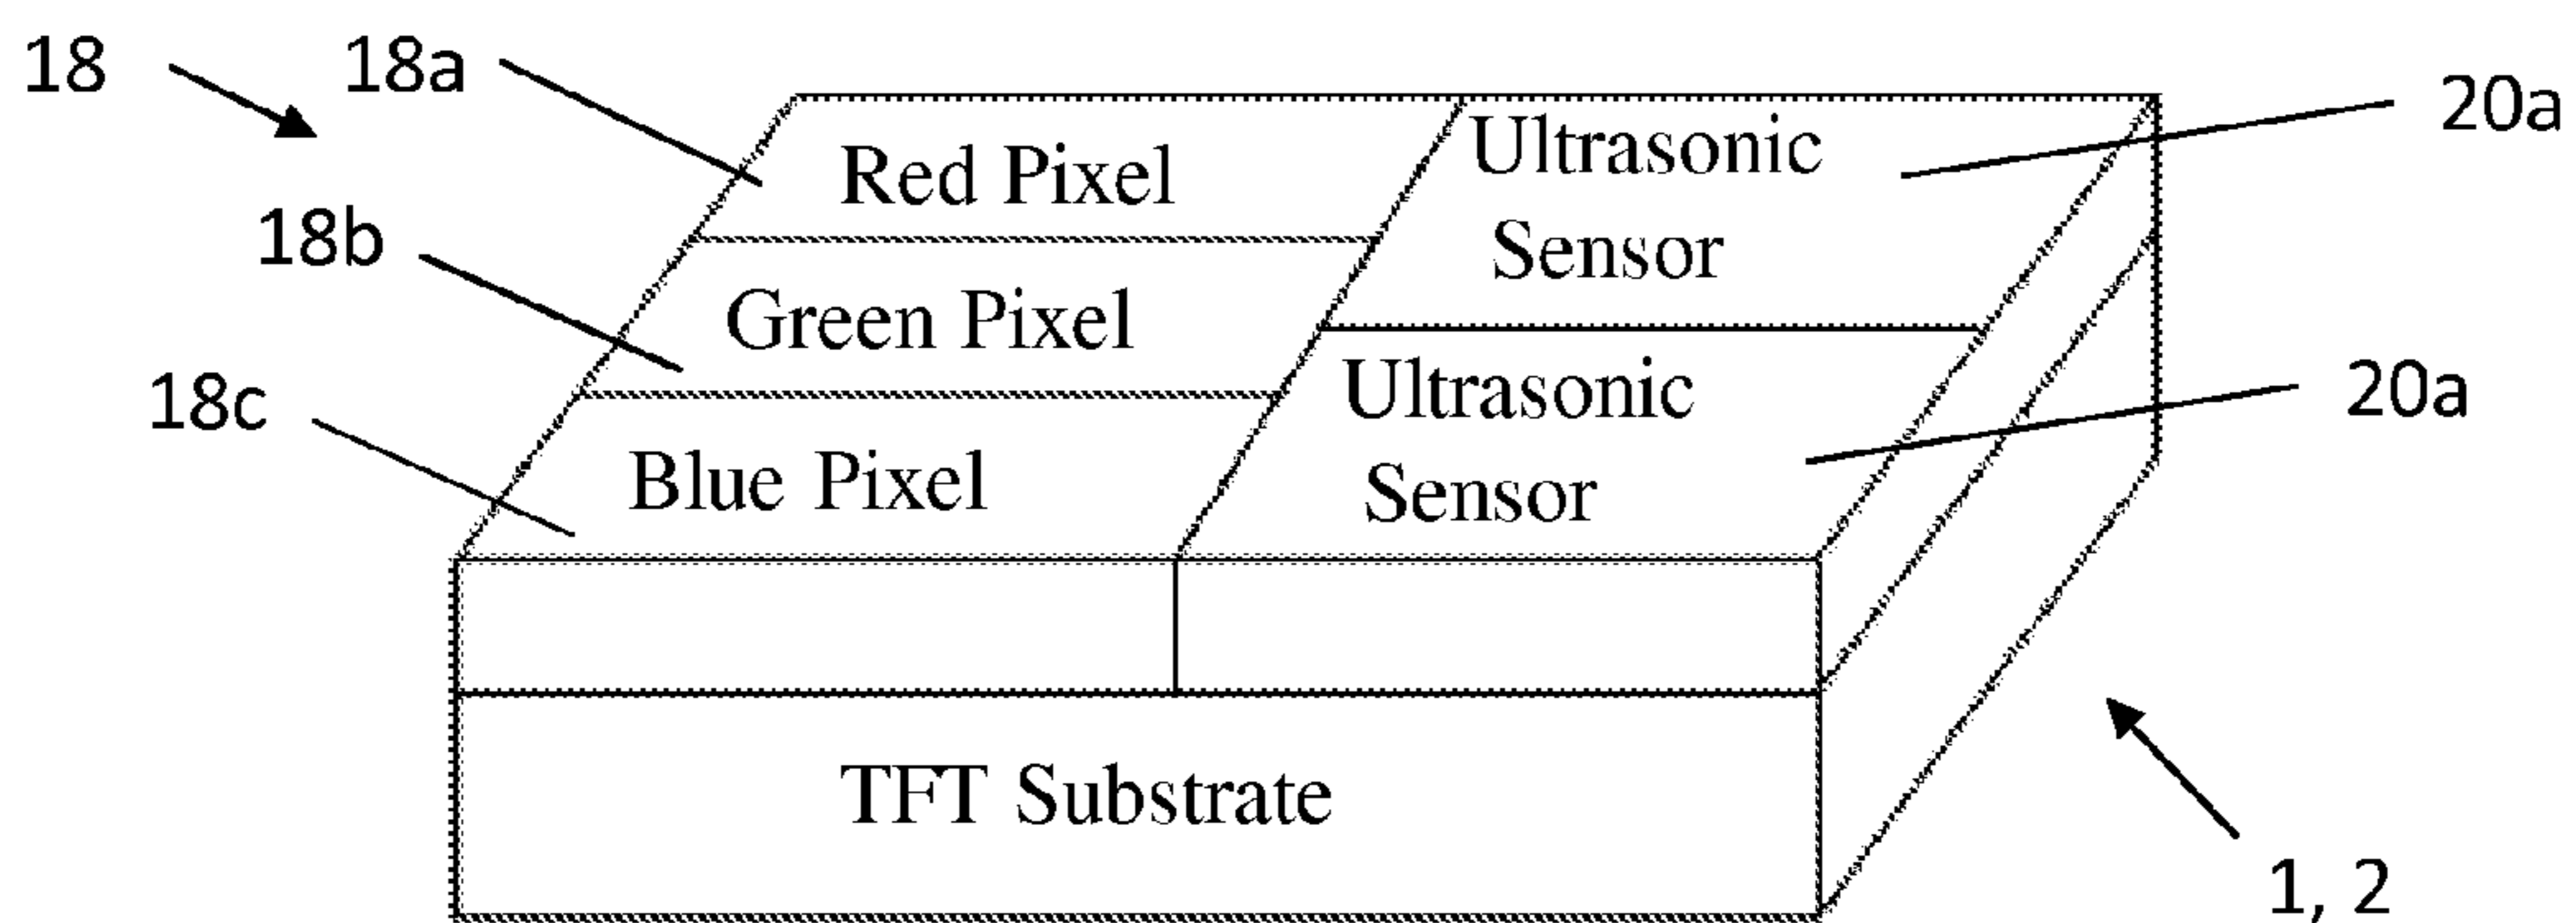 18
18a
Red Pixel
Ultrasonic
Sensor
20a
18b
Green Pixel
18c
Blue Pixel
Ultrasonic
Sensor
20a
TFT Substrate
1, 2